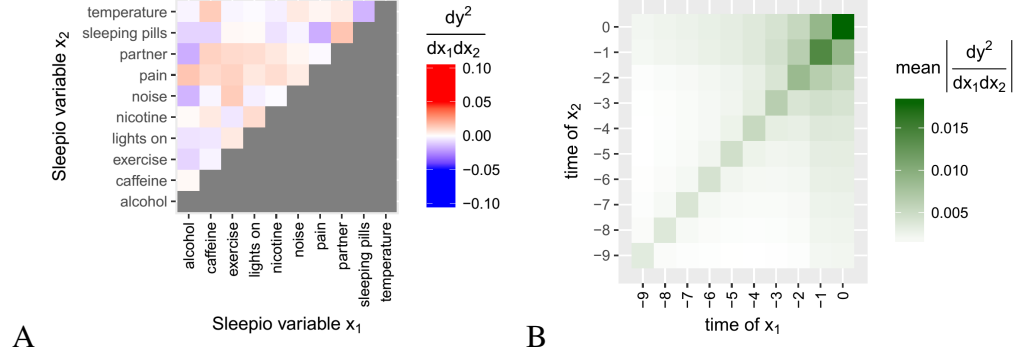 Sleepio variable x2
temperature
sleeping pills
partner
pain
noise
nicotine
lights on
exercise
caffeine
alcohol
alcohol
caffeine
exercise
lights on
nicotine
noise
pain
partner
sleeping pills
temperature
Sleepio variable x1
dy2
dx1dx2
0.10
0.05
0.00
−0.05
−0.10
A
time of x2
0
−1
−2
−3
−4
−5
−6
−7
−8
−9
−9
−8
−7
−6
−5
−4
−3
−2
−1
0
time of x1
mean | dy2
dx1dx2 |
0.015
0.010
0.005
B